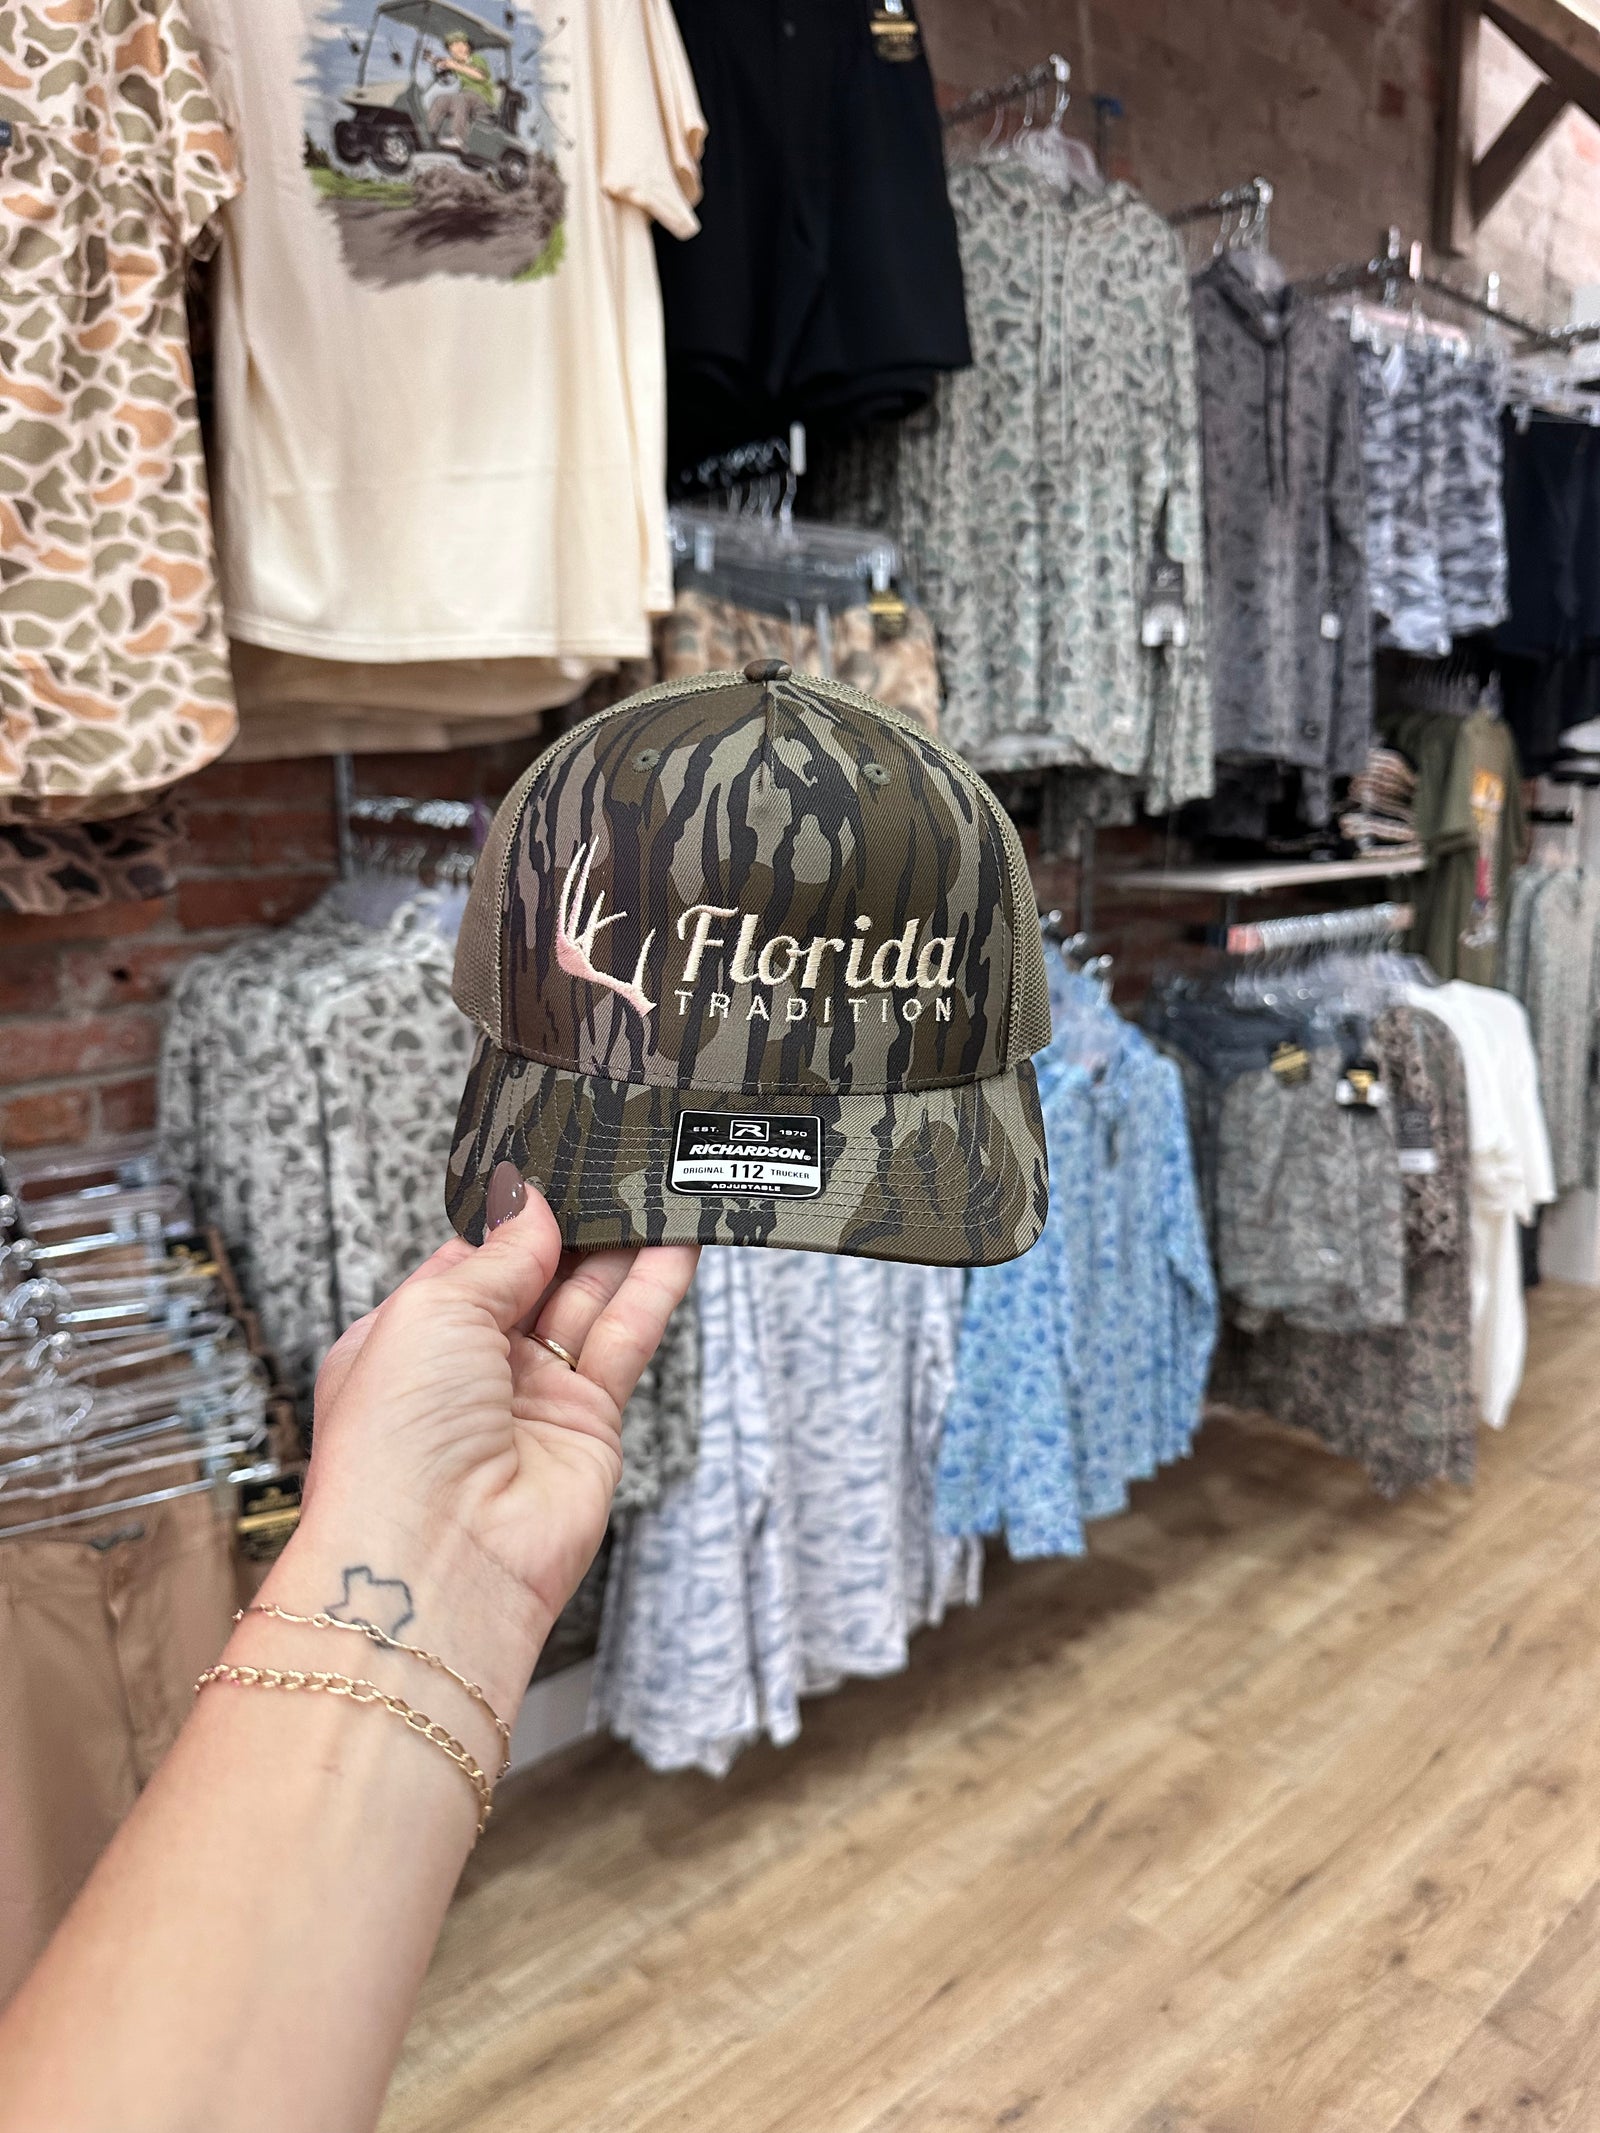 Florida
TRADITION
EST. R 1970
RICHARDSON®
ORIGINAL 112 TRUCKER
ADJUSTABLE